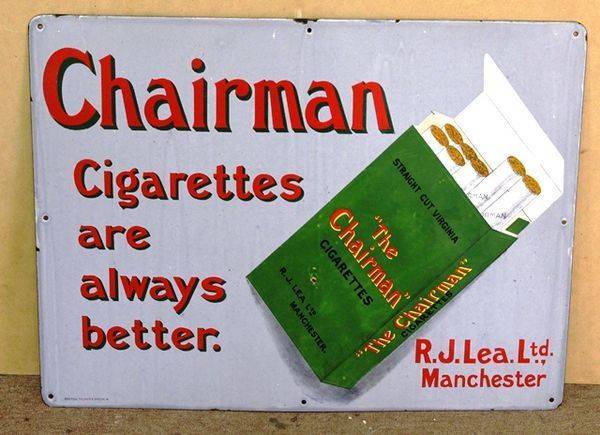 Chairman
Cigarettes
are
always
better.
STRAIGHT CUT VIRGINIA
"The
Chairman"
CIGARETTES
R.J. LEA. LTD
MANCHESTER.
"The Chairman"
CIGARETTES
R.J.Lea.Ltd.
Manchester